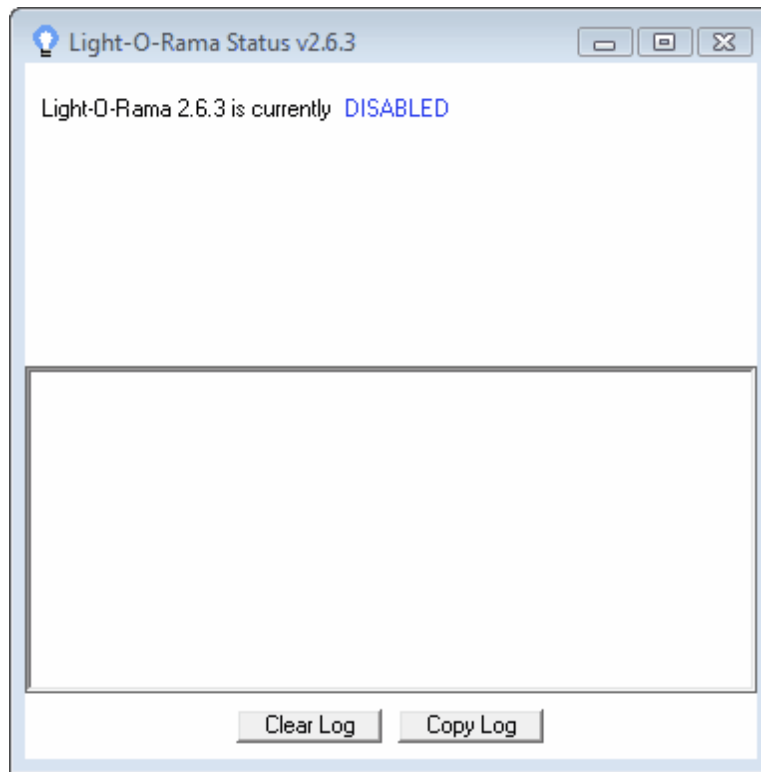 Light-O-Rama Status v2.6.3
Light-O-Rama 2.6.3 is currently DISABLED
Clear Log Copy Log